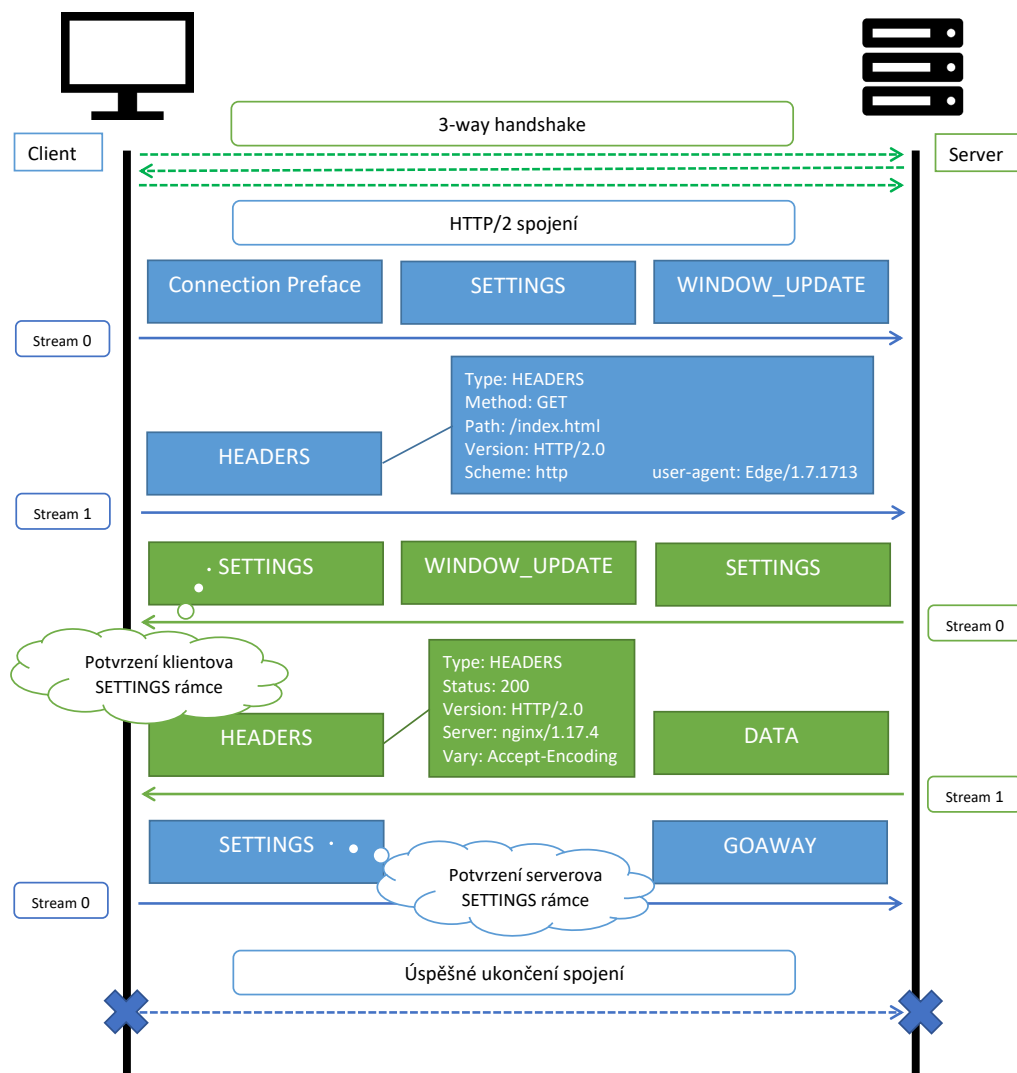 3-way handshake
Client
Server
HTTP/2 spojení
Connection Preface
SETTINGS
WINDOW_UPDATE
Stream 0
Type: HEADERS
Method: GET
Path: /index.html
Version: HTTP/2.0
Scheme: http user-agent: Edge/1.7.1713
HEADERS
Stream 1
SETTINGS
WINDOW_UPDATE
SETTINGS
Stream 0
Potvrzení klientova
SETTINGS rámce
Type: HEADERS
Status: 200
Version: HTTP/2.0
Server: nginx/1.17.4
Vary: Accept-Encoding
HEADERS
DATA
Stream 1
SETTINGS
GOAWAY
Potvrzení serverova
SETTINGS rámce
Stream 0
Úspěšné ukončení spojení